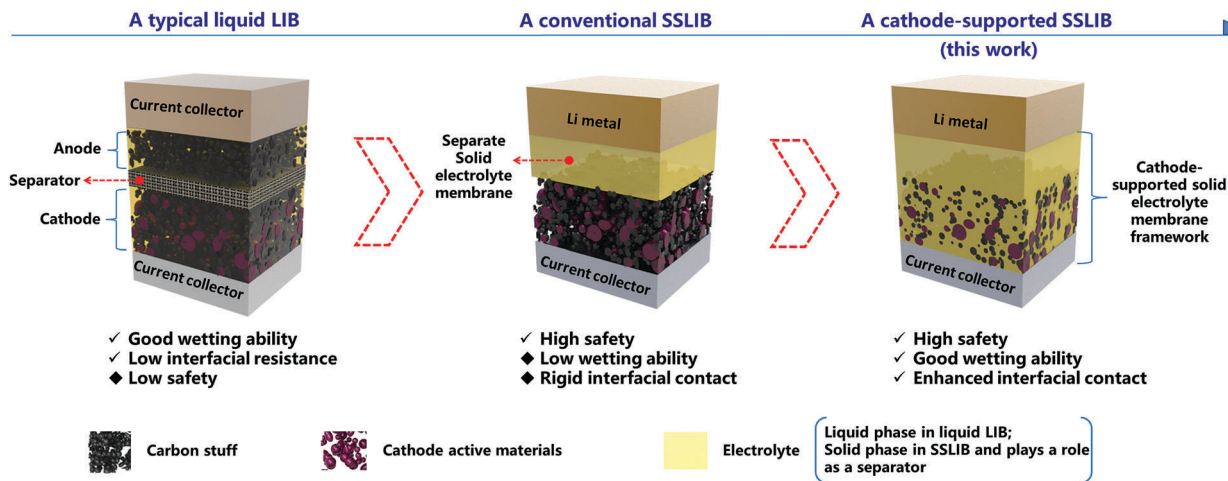 A typical liquid LIB
A conventional SSLIB
A cathode-supported SSLIB
(this work)
Current collector
Anode
Separator
Cathode
Current collector
Li metal
Separate
Solid
electrolyte
membrane
Current collector
Li metal
Cathode-
supported solid
electrolyte
membrane
framework
Current collector
✓ Good wetting ability
✓ Low interfacial resistance
◆ Low safety
✓ High safety
◆ Low wetting ability
◆ Rigid interfacial contact
✓ High safety
✓ Good wetting ability
✓ Enhanced interfacial contact
Carbon stuff
Cathode active materials
Electrolyte
Liquid phase in liquid LIB;
Solid phase in SSLIB and plays a role
as a separator